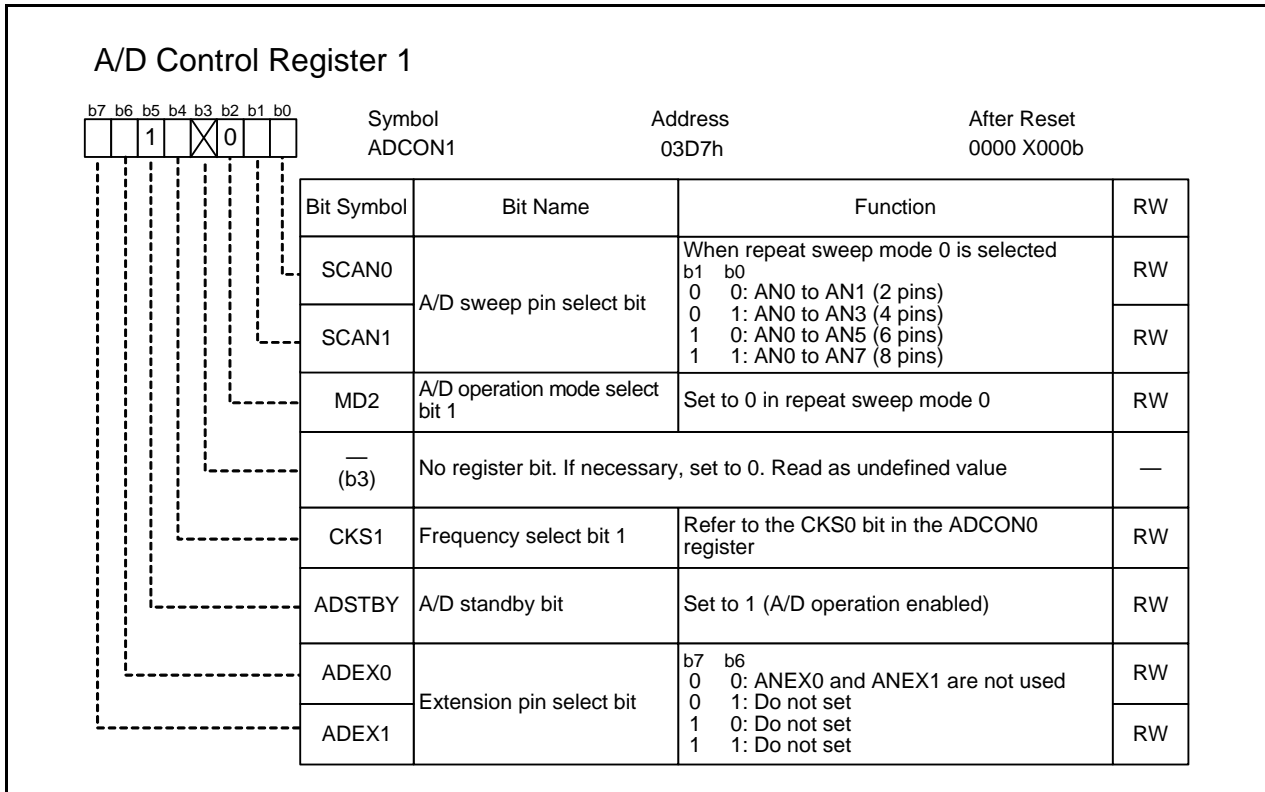 A/D Control Register 1
b7 b6 b5 b4 b3 b2 b1 b0
1 0
Symbol Address After Reset
ADCON1 03D7h 0000 X000b
Bit Symbol Bit Name Function RW
SCAN0
SCAN1
A/D sweep pin select bit
When repeat sweep mode 0 is selected
b1 b0
0 0: AN0 to AN1 (2 pins)
0 1: AN0 to AN3 (4 pins)
1 0: AN0 to AN5 (6 pins)
1 1: AN0 to AN7 (8 pins)
RW
RW
MD2
A/D operation mode select
bit 1
Set to 0 in repeat sweep mode 0
RW
—
(b3)
No register bit. If necessary, set to 0. Read as undefined value
—
CKS1
Frequency select bit 1
Refer to the CKS0 bit in the ADCON0
register
RW
ADSTBY
A/D standby bit
Set to 1 (A/D operation enabled)
RW
ADEX0
ADEX1
Extension pin select bit
b7 b6
0 0: ANEX0 and ANEX1 are not used
0 1: Do not set
1 0: Do not set
1 1: Do not set
RW
RW